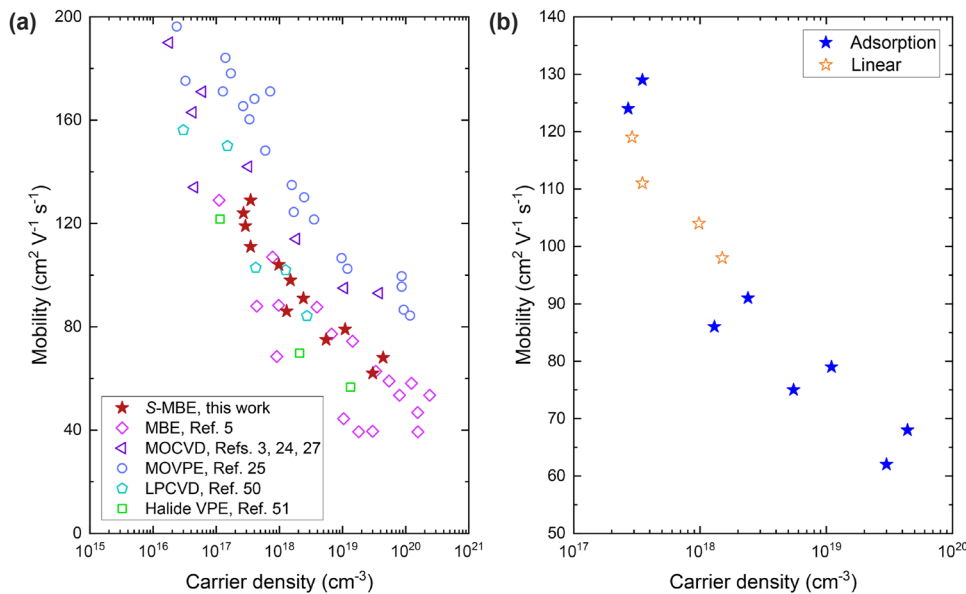 (a)
200
160
120
80
40
0
Mobility (cm² V⁻¹ s⁻¹)
S-MBE, this work
MBE, Ref. 5
MOCVD, Refs. 3, 24, 27
MOVPE, Ref. 25
LPCVD, Ref. 50
Halide VPE, Ref. 51
10¹⁵ 10¹⁶ 10¹⁷ 10¹⁸ 10¹⁹ 10²⁰ 10²¹
Carrier density (cm⁻³)
(b)
140
130
120
110
100
90
80
70
60
50
Mobility (cm² V⁻¹ s⁻¹)
Adsorption
Linear
10¹⁷ 10¹⁸ 10¹⁹ 10²⁰
Carrier density (cm⁻³)